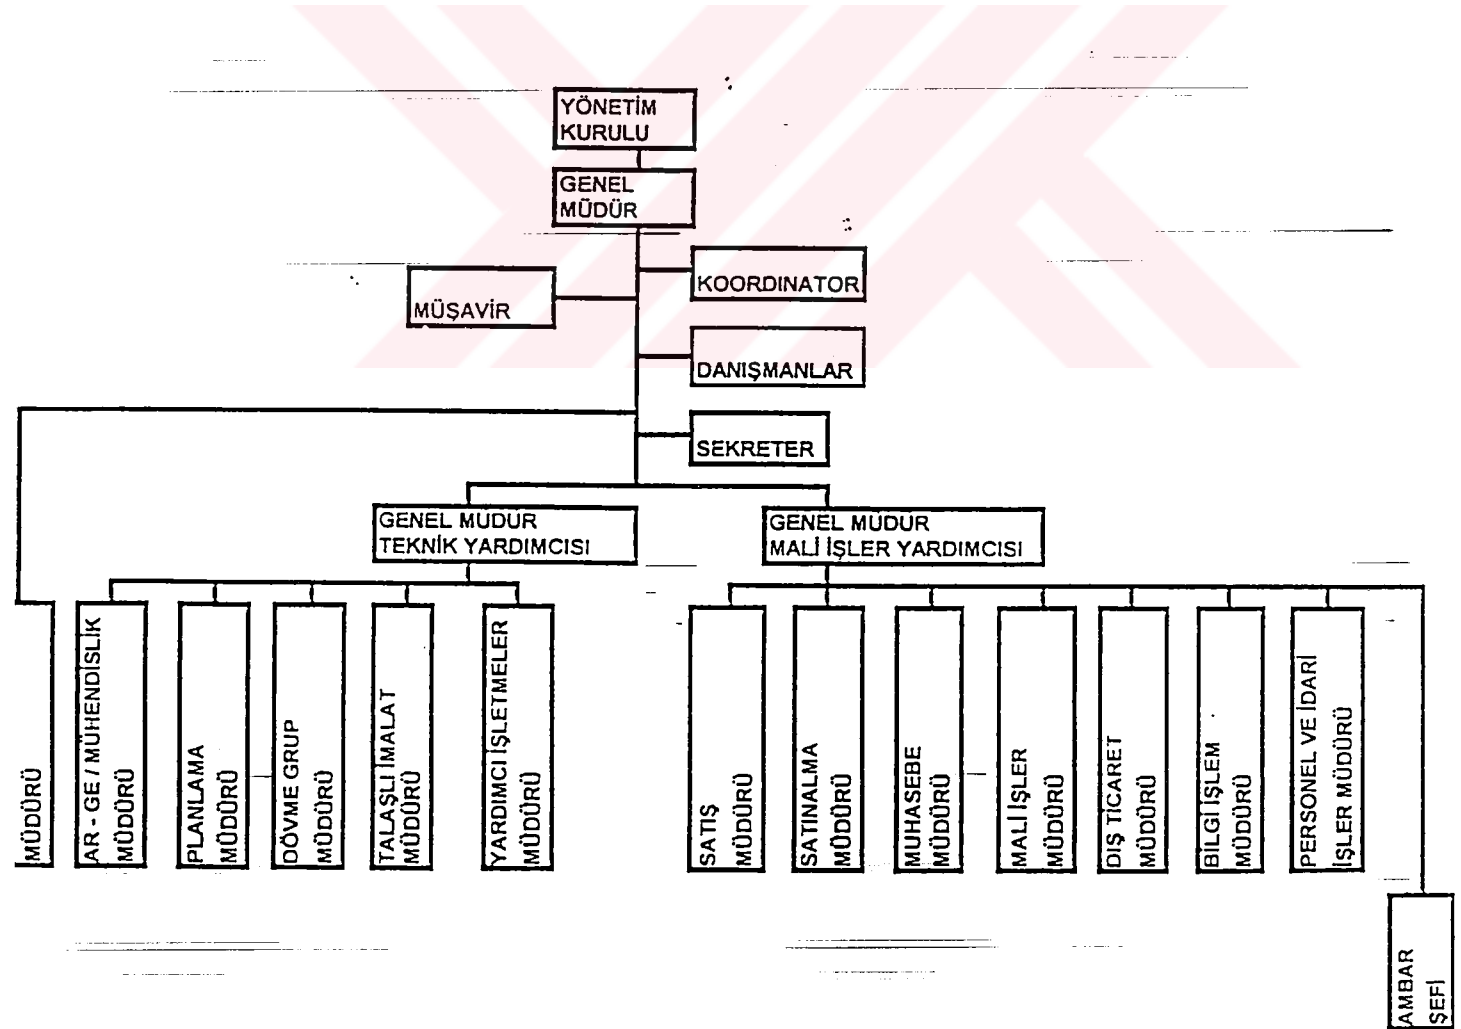 YÖNETİM
KURULU
GENEL
MÜDÜR
KOORDINATOR
MÜŞAVİR
DANIŞMANLAR
SEKRETER
GENEL MUDUR
TEKNİK YARDIMCISI
GENEL MUDUR
MALİ İŞLER YARDIMCISI
MÜDÜRÜ
AR - GE / MÜHENDİSLİK
MÜDÜRÜ
PLANLAMA
MÜDÜRÜ
DÖVME GRUP
MÜDÜRÜ
TALAŞLI İMALAT
MÜDÜRÜ
YARDIMCI İŞLETMELER
MÜDÜRÜ
SATIŞ
MÜDÜRÜ
SATINALMA
MÜDÜRÜ
MUHASEBE
MÜDÜRÜ
MALİ İŞLER
MÜDÜRÜ
DIŞ TİCARET
MÜDÜRÜ
BİLGİ İŞLEM
MÜDÜRÜ
PERSONEL VE İDARİ
İŞLER MÜDÜRÜ
AMBAR
ŞEFİ